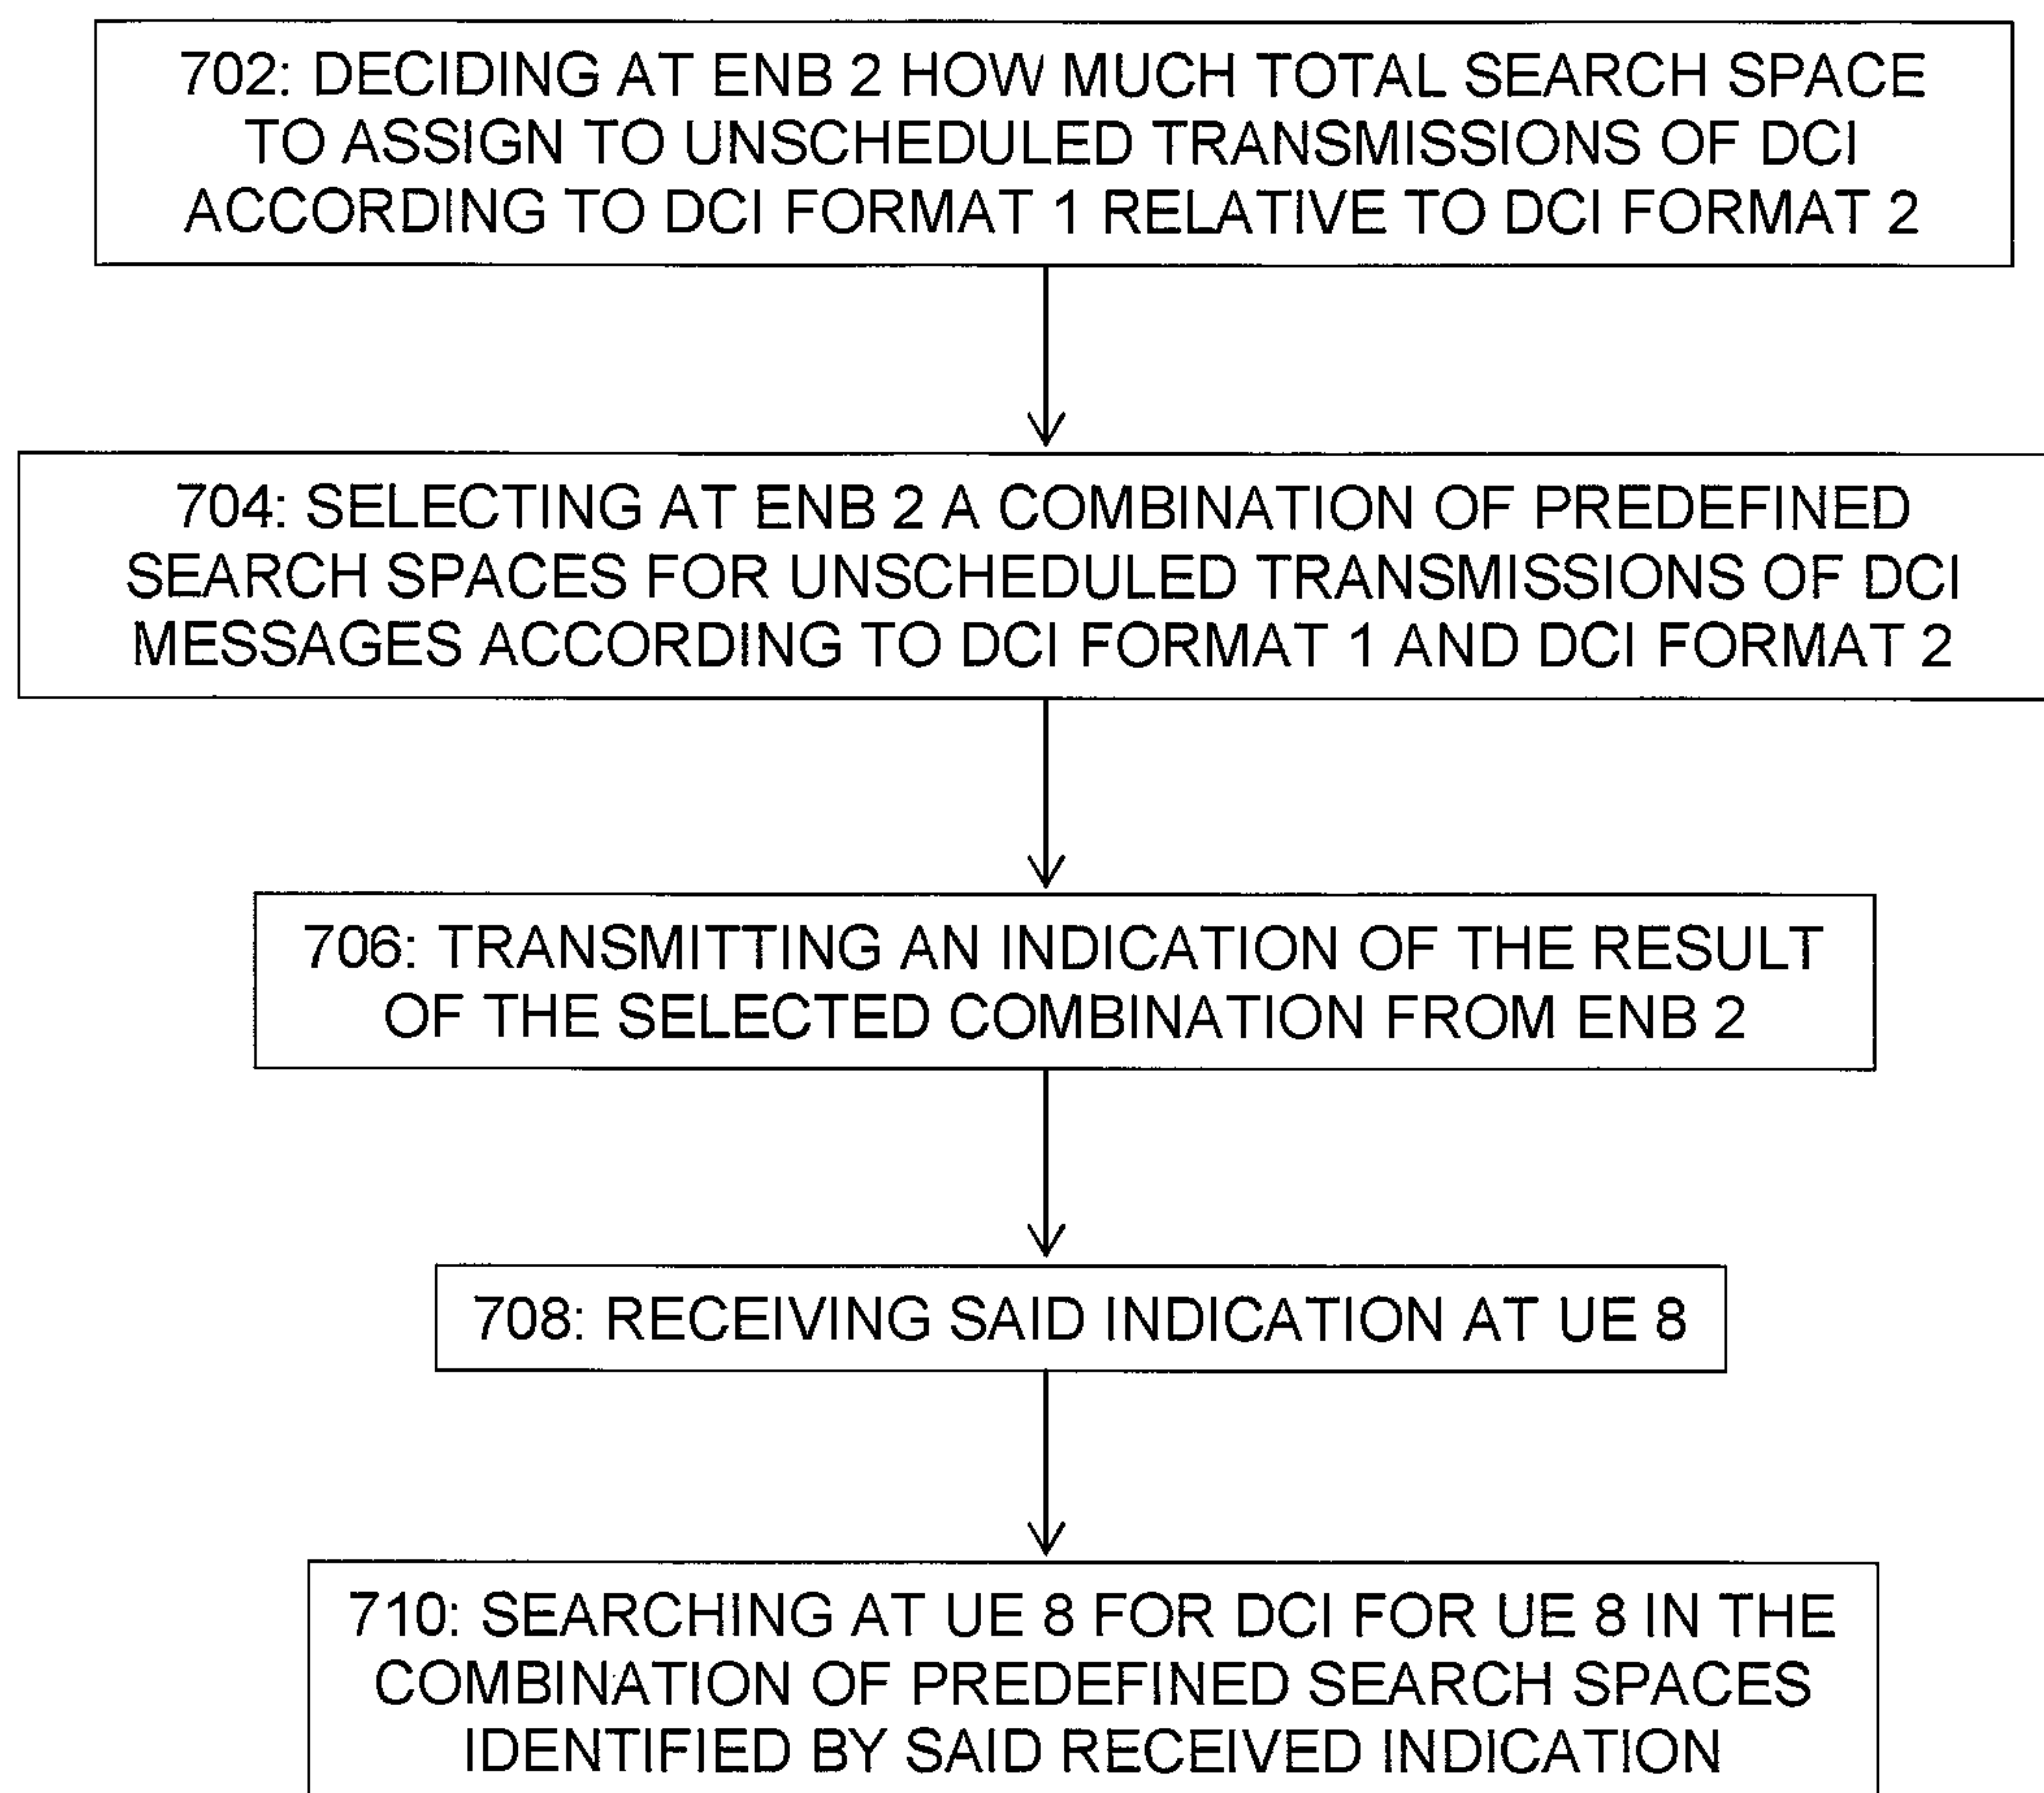 702: DECIDING AT ENB 2 HOW MUCH TOTAL SEARCH SPACE
TO ASSIGN TO UNSCHEDULED TRANSMISSIONS OF DCI
ACCORDING TO DCI FORMAT 1 RELATIVE TO DCI FORMAT 2
704: SELECTING AT ENB 2 A COMBINATION OF PREDEFINED
SEARCH SPACES FOR UNSCHEDULED TRANSMISSIONS OF DCI
MESSAGES ACCORDING TO DCI FORMAT 1 AND DCI FORMAT 2
706: TRANSMITTING AN INDICATION OF THE RESULT
OF THE SELECTED COMBINATION FROM ENB 2
708: RECEIVING SAID INDICATION AT UE 8
710: SEARCHING AT UE 8 FOR DCI FOR UE 8 IN THE
COMBINATION OF PREDEFINED SEARCH SPACES
IDENTIFIED BY SAID RECEIVED INDICATION